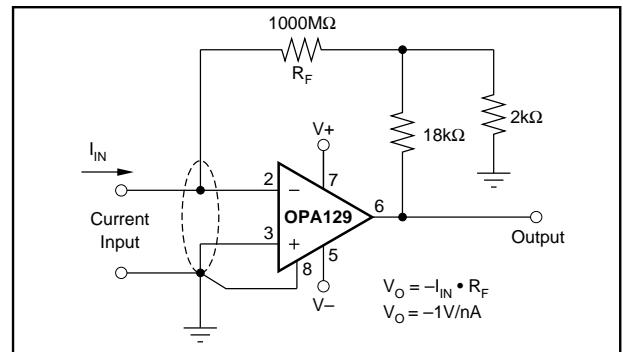 1000MΩ
R_F
18kΩ
2kΩ
V+
I_IN
7
2
–
OPA129
6
3
+
8
5
Current
Input
Output
V–
V_O = –I_IN • R_F
V_O = –1V/nA